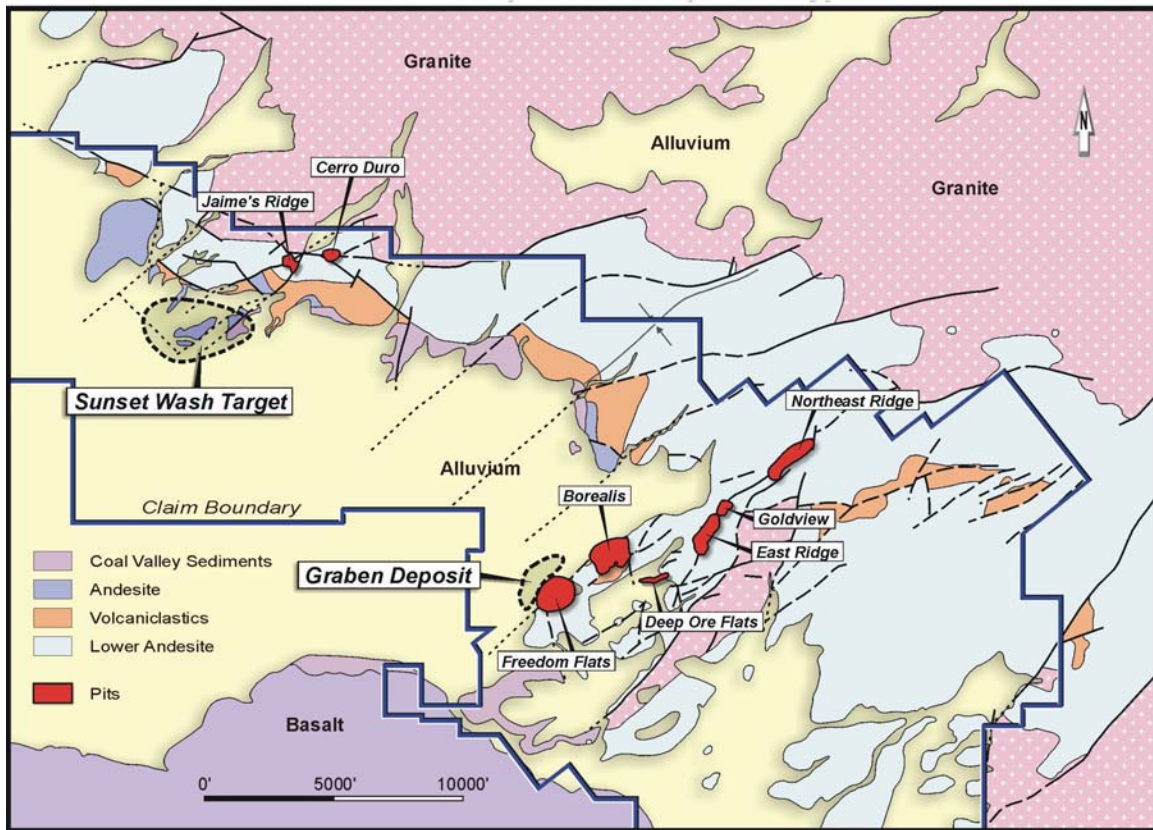 Granite
N
Cerro Duro
Alluvium
Granite
Jaime's Ridge
Sunset Wash Target
Northeast Ridge
Alluvium
Borealis
Claim Boundary
Goldview
East Ridge
Coal Valley Sediments
Graben Deposit
Andesite
Volcaniclastics
Deep Ore Flats
Lower Andesite
Freedom Flats
Pits
Basalt
0'
5000'
10000'